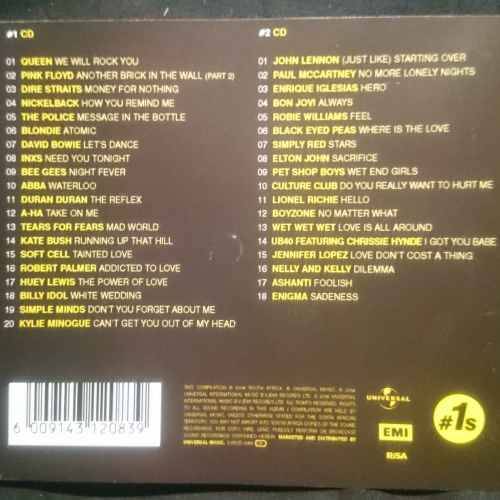 #1 CD
01 QUEEN WE WILL ROCK YOU
02 PINK FLOYD ANOTHER BRICK IN THE WALL (PART 2)
03 DIRE STRAITS MONEY FOR NOTHING
04 NICKELBACK HOW YOU REMIND ME
05 THE POLICE MESSAGE IN THE BOTTLE
06 BLONDIE ATOMIC
07 DAVID BOWIE LET'S DANCE
08 INXS NEED YOU TONIGHT
09 BEE GEES NIGHT FEVER
10 ABBA WATERLOO
11 DURAN DURAN THE REFLEX
12 A-HA TAKE ON ME
13 TEARS FOR FEARS MAD WORLD
14 KATE BUSH RUNNING UP THAT HILL
15 SOFT CELL TAINTED LOVE
16 ROBERT PALMER ADDICTED TO LOVE
17 HUEY LEWIS THE POWER OF LOVE
18 BILLY IDOL WHITE WEDDING
19 SIMPLE MINDS DON'T YOU FORGET ABOUT ME
20 KYLIE MINOGUE CAN'T GET YOU OUT OF MY HEAD
#2 CD
01 JOHN LENNON (JUST LIKE) STARTING OVER
02 PAUL MCCARTNEY NO MORE LONELY NIGHTS
03 ENRIQUE IGLESIAS HERO
04 BON JOVI ALWAYS
05 ROBIE WILLIAMS FEEL
06 BLACK EYED PEAS WHERE IS THE LOVE
07 SIMPLY RED STARS
08 ELTON JOHN SACRIFICE
09 PET SHOP BOYS WET END GIRLS
10 CULTURE CLUB DO YOU REALLY WANT TO HURT ME
11 LIONEL RICHIE HELLO
12 BOYZONE NO MATTER WHAT
13 WET WET WET LOVE IS ALL AROUND
14 UB40 FEATURING CHRISSIE HYNDE I GOT YOU BABE
15 JENNIFER LOPEZ LOVE DON'T COST A THING
16 NELLY AND KELLY DILEMMA
17 ASHANTI FOOLISH
18 ENIGMA SADENESS
6 009143 120839
MARKETED AND DISTRIBUTED BY
UNIVERSAL MUSIC.
UNIVERSAL
EMI
RiSA
#1s